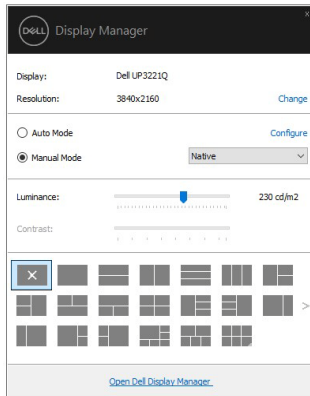 x
DELL Display Manager
Display: Dell UP3221Q
Resolution: 3840x2160 Change
Auto Mode Configure
Manual Mode Native
Luminance: 230 cd/m2
Contrast:
Open Dell Display Manager